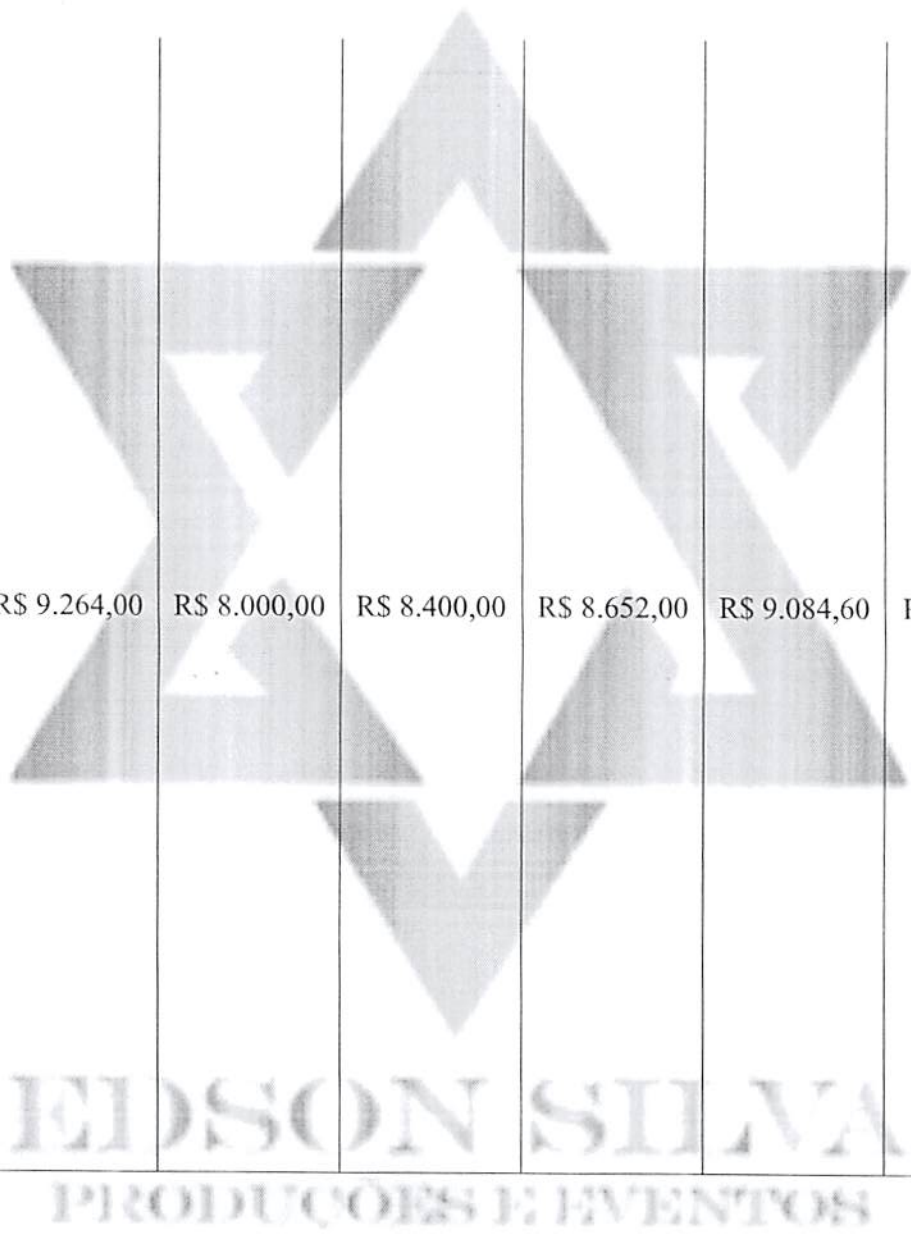 R$ 9.264,00 R$ 8.000,00 R$ 8.400,00 R$ 8.652,00 R$ 9.084,60
EDSON SILVA
PRODUÇÕES E EVENTOS